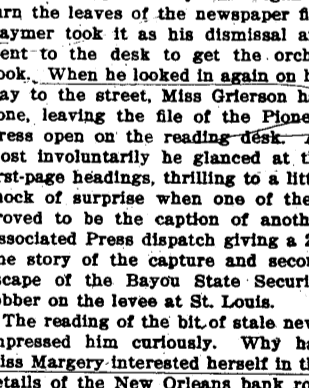 urn the leaves of the newspaper fi
aymer took it as his dismissal a
ent to the desk to get the orch
ook. When he looked in again on h
ay to the street, Miss Grierson h
one, leaving the file of the Pione
ress open on the reading desk. A
ost involuntarily he glanced at t
rst-page headings, thrilling to a litt
hock of surprise when one of the
roved to be the caption of anoth
ssociated Press dispatch giving a 2
ne story of the capture and secon
scape of the Bayou State Securi
obber on the levee at St. Louis.
The reading of the bit of stale nev
mpressed him curiously. Why ha
iss Margery interested herself in th
etails of the New Orleans bank ro